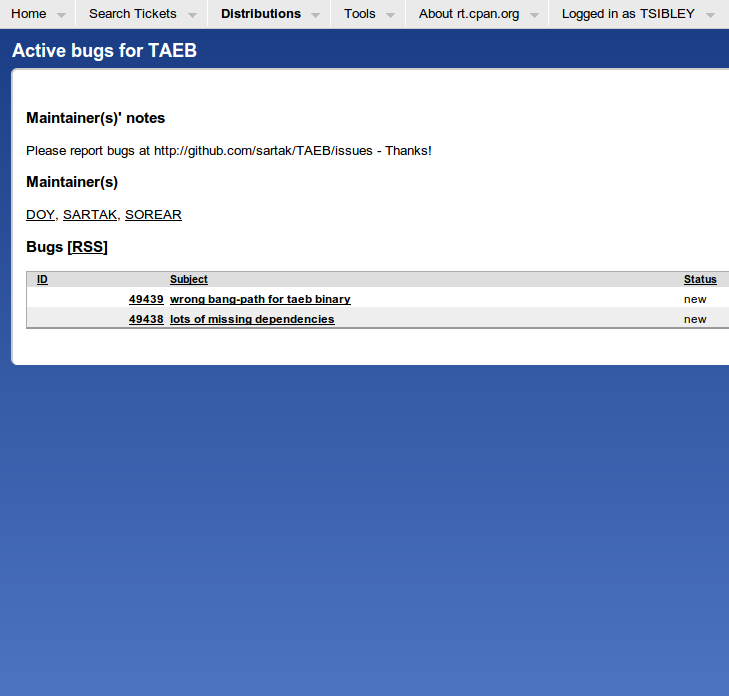 Home Search Tickets Distributions Tools About rt.cpan.org Logged in as TSIBLEY
Active bugs for TAEB
Maintainer(s)' notes
Please report bugs at http://github.com/sartak/TAEB/issues - Thanks!
Maintainer(s)
DOY, SARTAK, SOREAR
Bugs [RSS]
ID Subject Status
49439 wrong bang-path for taeb binary new
49438 lots of missing dependencies new